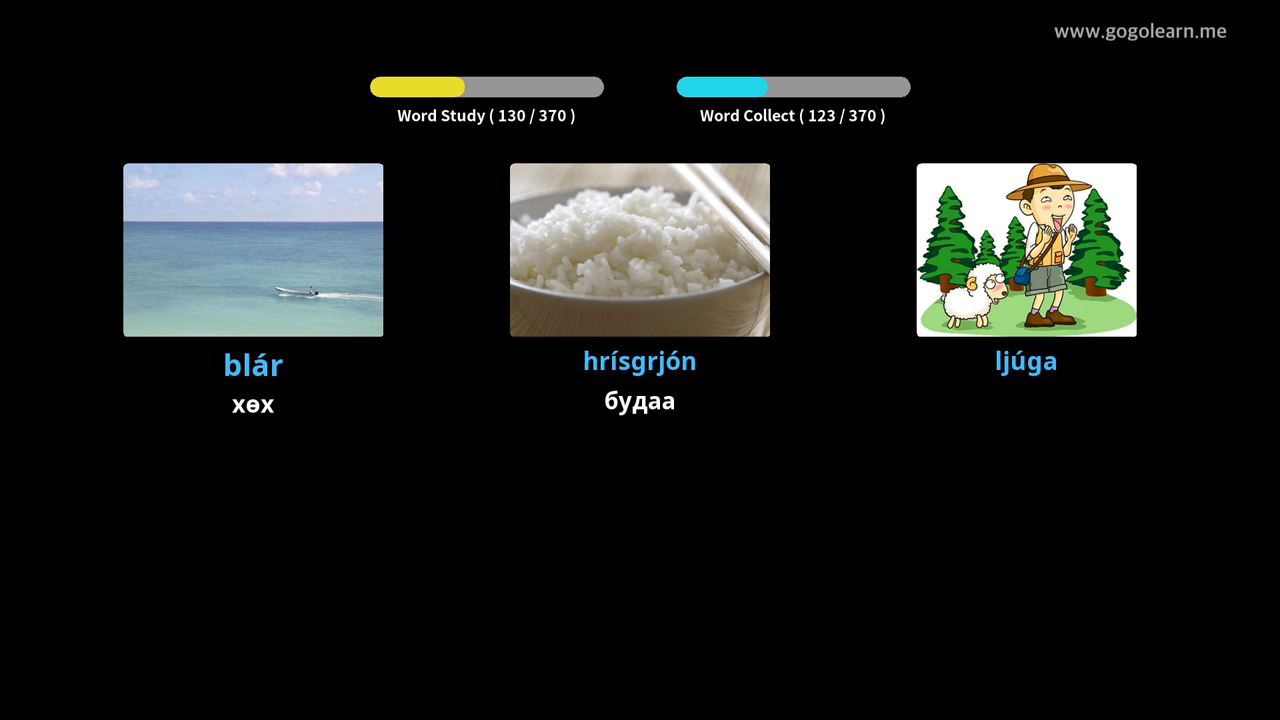 www.gogolearn.me
Word Study ( 130 / 370 )
Word Collect ( 123 / 370 )
blár
хөх
hrísgrjón
будаа
ljúga